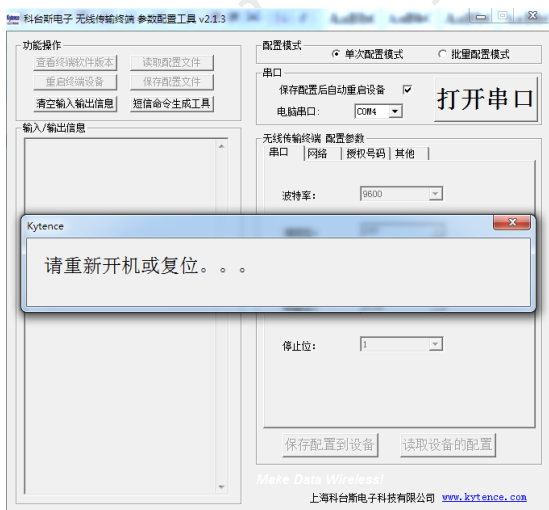 科台斯电子 无线传输终端 参数配置工具 v2.1.3
功能操作
查看终端软件版本 读取配置文件
重启终端设备 保存配置文件
清空输入输出信息 短信命令生成工具
输入/输出信息
配置模式
单次配置模式 批量配置模式
串口
保存配置后自动重启设备
电脑串口： COM4
打开串口
无线传输终端 配置参数
串口 网络 授权号码 其他
波特率： 9600
Kytence
请重新开机或复位。。。
停止位： 1
保存配置到设备 读取设备的配置
Make Data Wireless!
上海科台斯电子科技有限公司 www.kytence.com